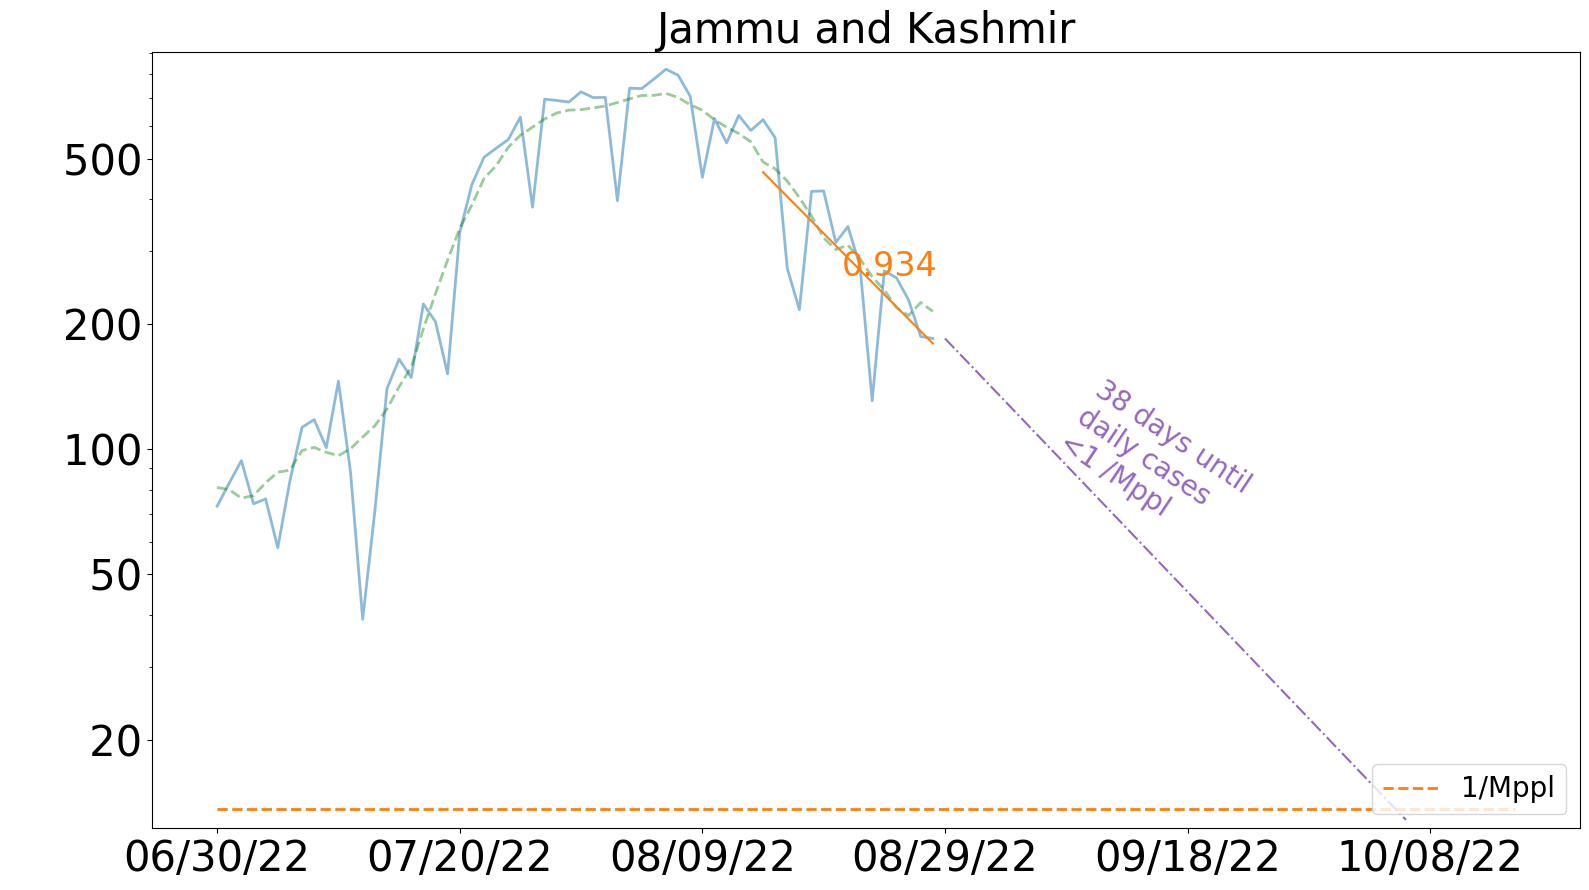 Jammu and Kashmir
500
200
100
50
20
0.934
38 days until
daily cases
<1 /Mppl
1/Mppl
06/30/22
07/20/22
08/09/22
08/29/22
09/18/22
10/08/22